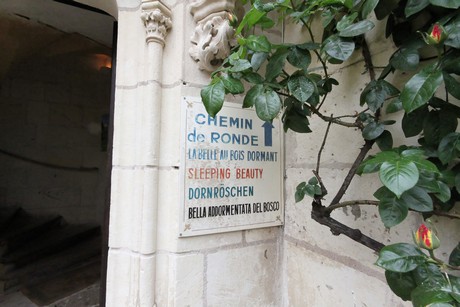 CHEMIN
de RONDE
LA BELLE AU BOIS DORMANT
SLEEPING BEAUTY
DORNRÖSCHEN
BELLA ADDORMENTATA DEL BOSCO